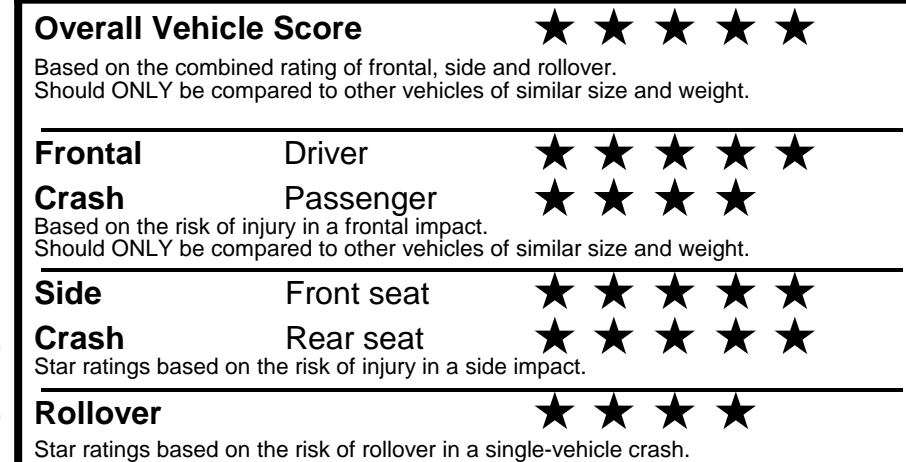 Overall Vehicle Score ★ ★ ★ ★ ★
Based on the combined rating of frontal, side and rollover.
Should ONLY be compared to other vehicles of similar size and weight.
Frontal Driver ★ ★ ★ ★ ★
Crash Passenger ★ ★ ★ ★
Based on the risk of injury in a frontal impact.
Should ONLY be compared to other vehicles of similar size and weight.
Side Front seat ★ ★ ★ ★ ★
Crash Rear seat ★ ★ ★ ★ ★
Star ratings based on the risk of injury in a side impact.
Rollover ★ ★ ★ ★
Star ratings based on the risk of rollover in a single-vehicle crash.